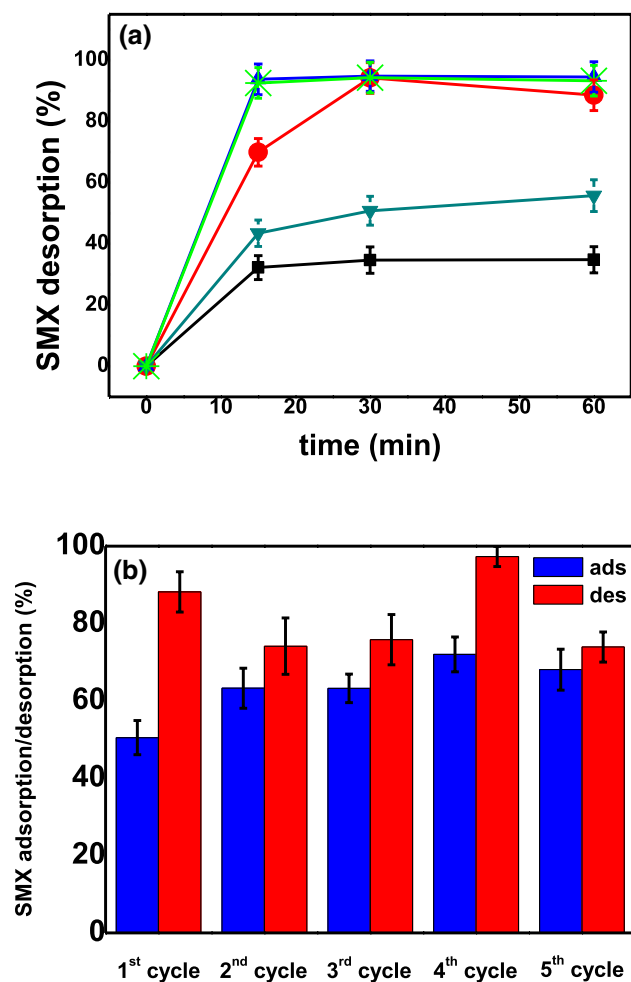 (a)
SMX desorption (%)
100
80
60
40
20
0
0 10 20 30 40 50 60
time (min)
(b)
SMX adsorption/desorption (%)
100
80
60
40
20
0
ads
des
1st cycle 2nd cycle 3rd cycle 4th cycle 5th cycle